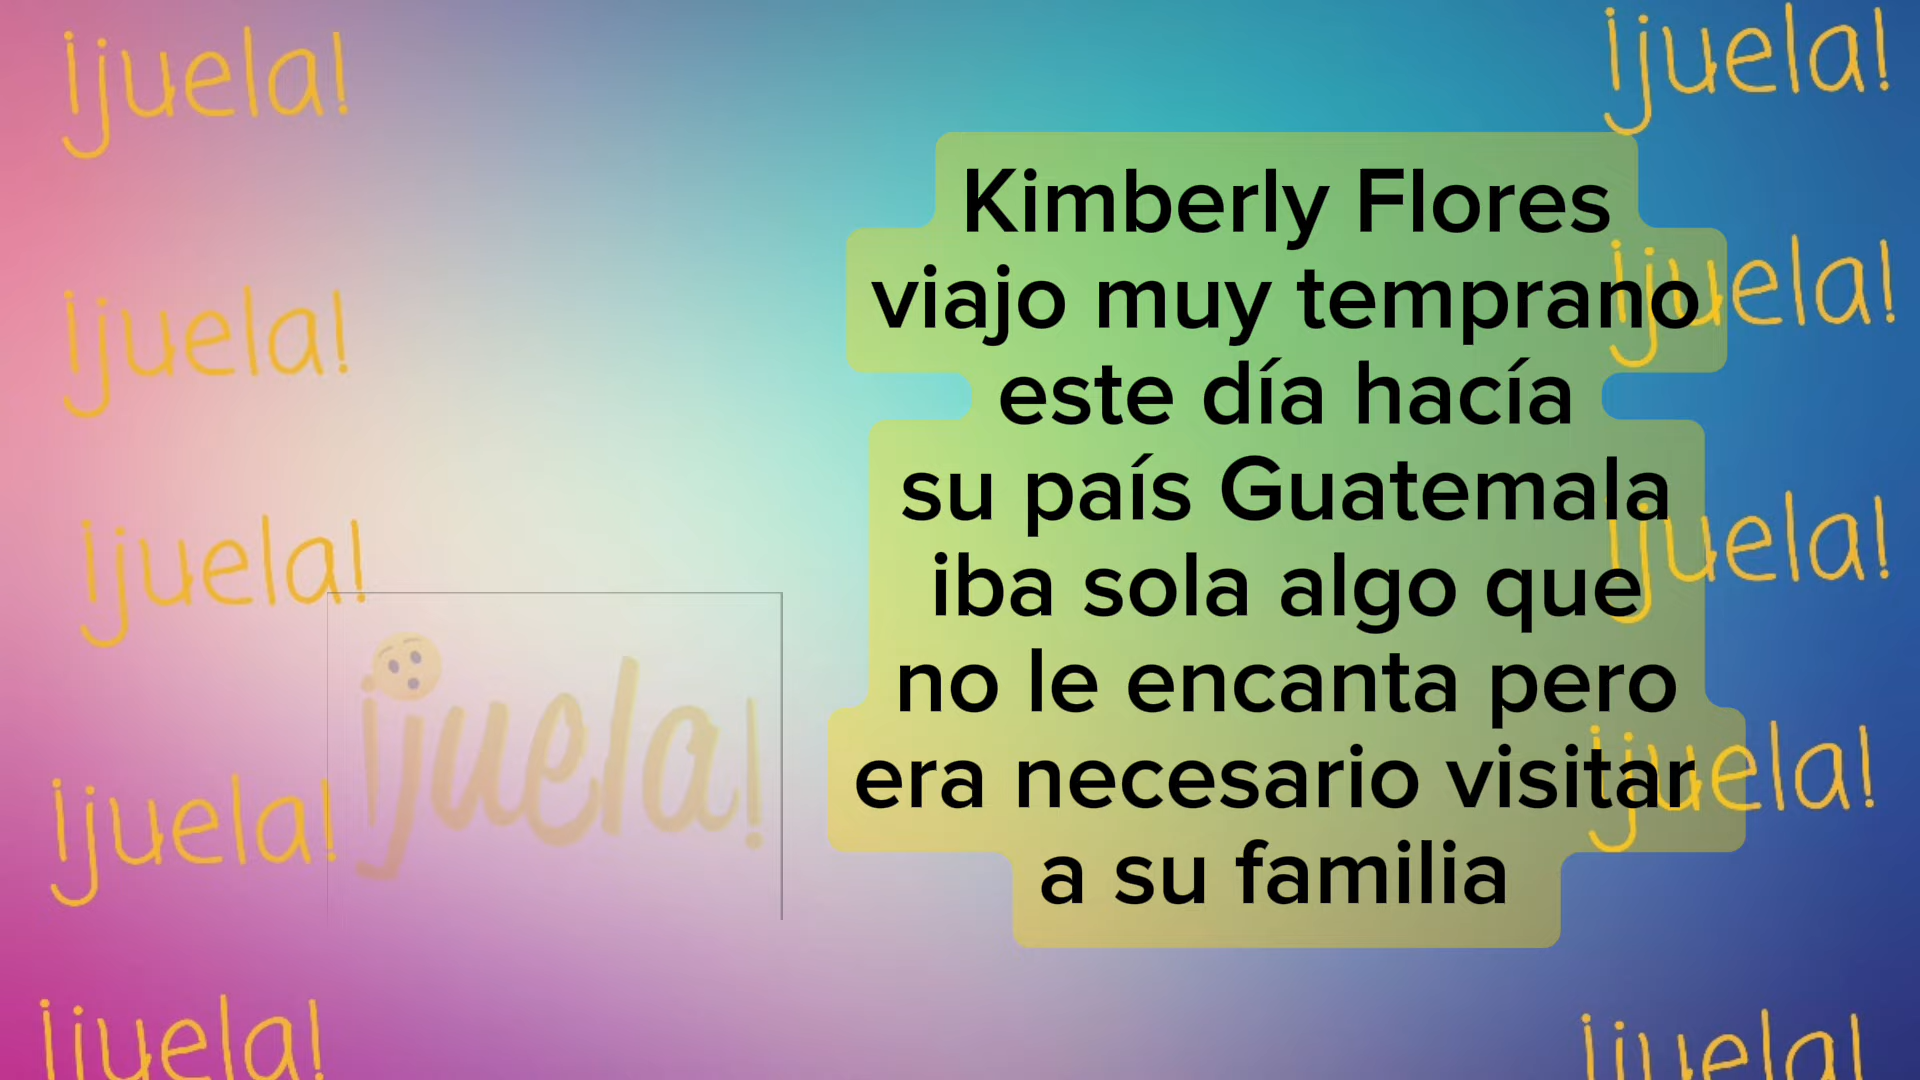 ¡juela!
¡juela!
¡juela!
¡juela!
¡juela!
¡juela!
Kimberly Flores
viajo muy temprano
este día hacía
su país Guatemala
iba sola algo que
no le encanta pero
era necesario visitar
a su familia
¡juela!
¡juela!
¡juela!
¡juela!
¡juela!